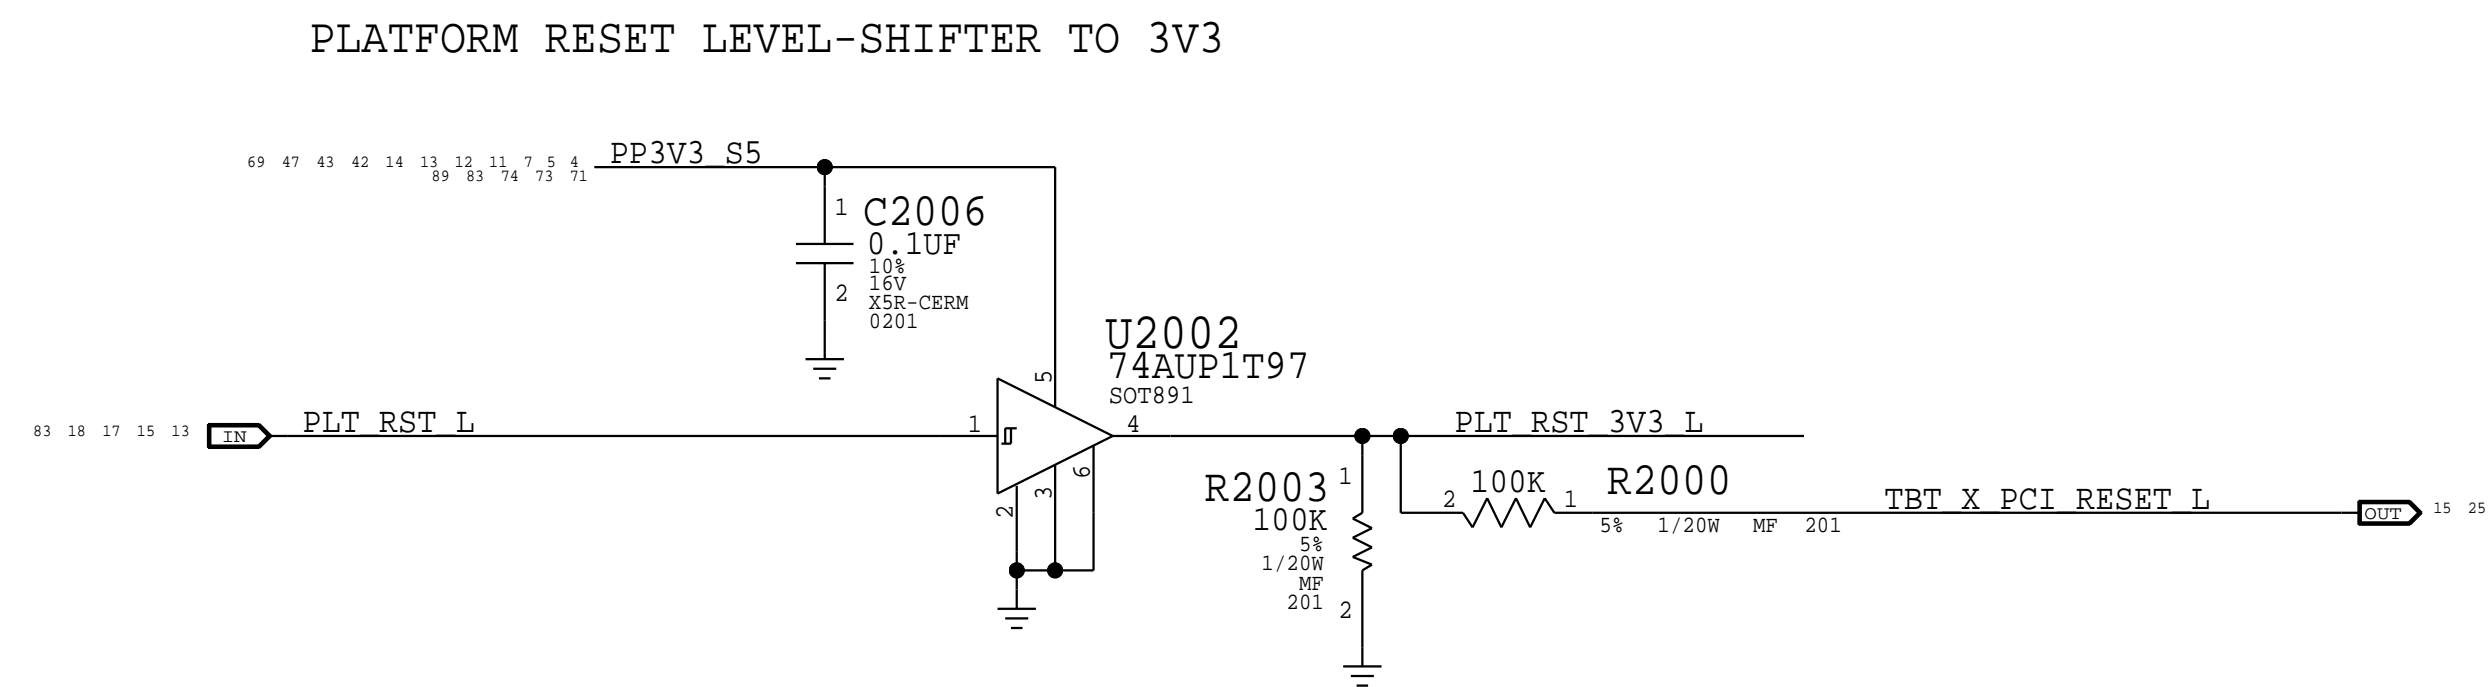 PLATFORM RESET LEVEL-SHIFTER TO 3V3
69 47 43 42 14 13 12 11 7 5 4
89 83 74 73 71
PP3V3_S5
1
C2006
0.1UF
10%
16V
X5R-CERM
0201
2
U2002
74AUP1T97
SOT891
5
83 18 17 15 13
IN
PLT_RST_L
1
4
PLT_RST_3V3_L
2
3
6
R2003
100K
5%
1/20W
MF
201
1
2
2
100K
1
R2000
5% 1/20W MF 201
TBT_X_PCI_RESET_L
OUT
15 25